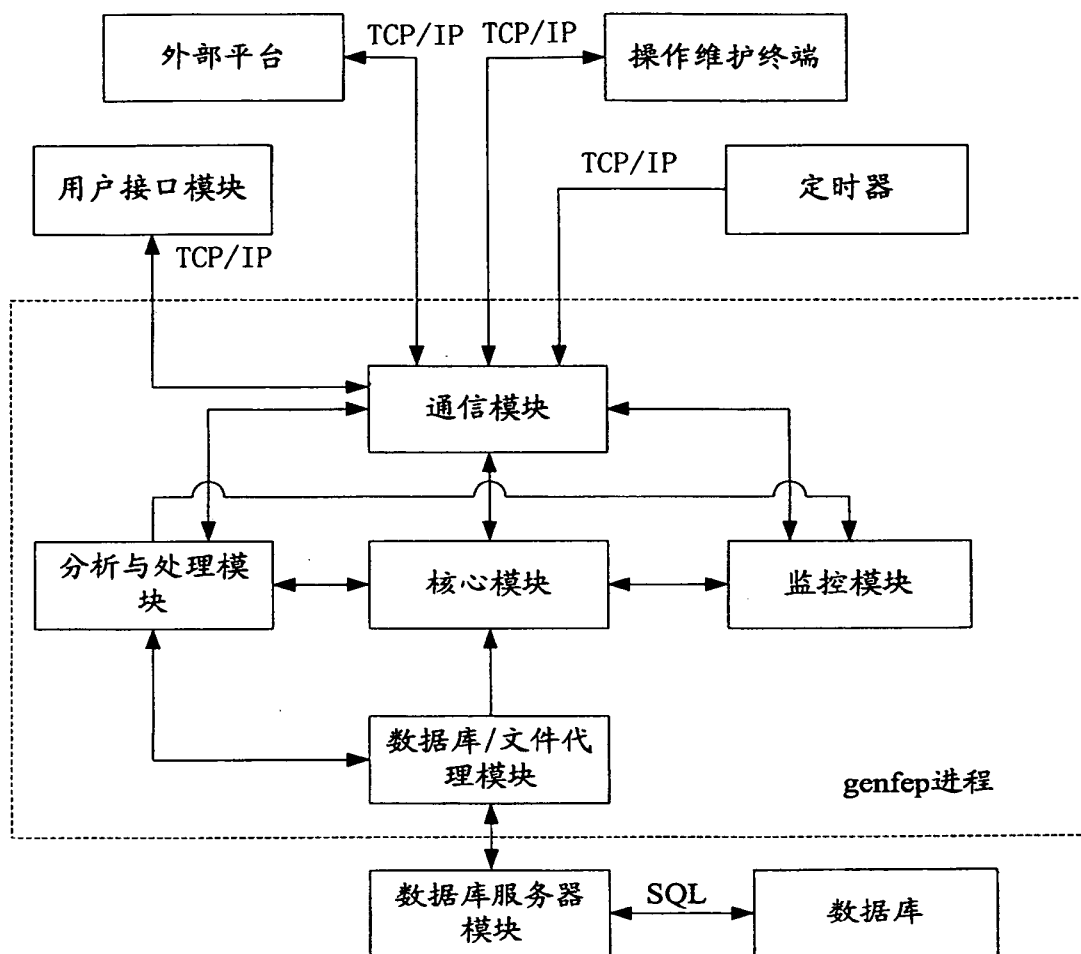 外部平台
TCP/IP
TCP/IP
操作维护终端
用户接口模块
TCP/IP
定时器
TCP/IP
通信模块
分析与处理模
块
核心模块
监控模块
数据库/文件代
理模块
genfep进程
数据库服务器
模块
SQL
数据库